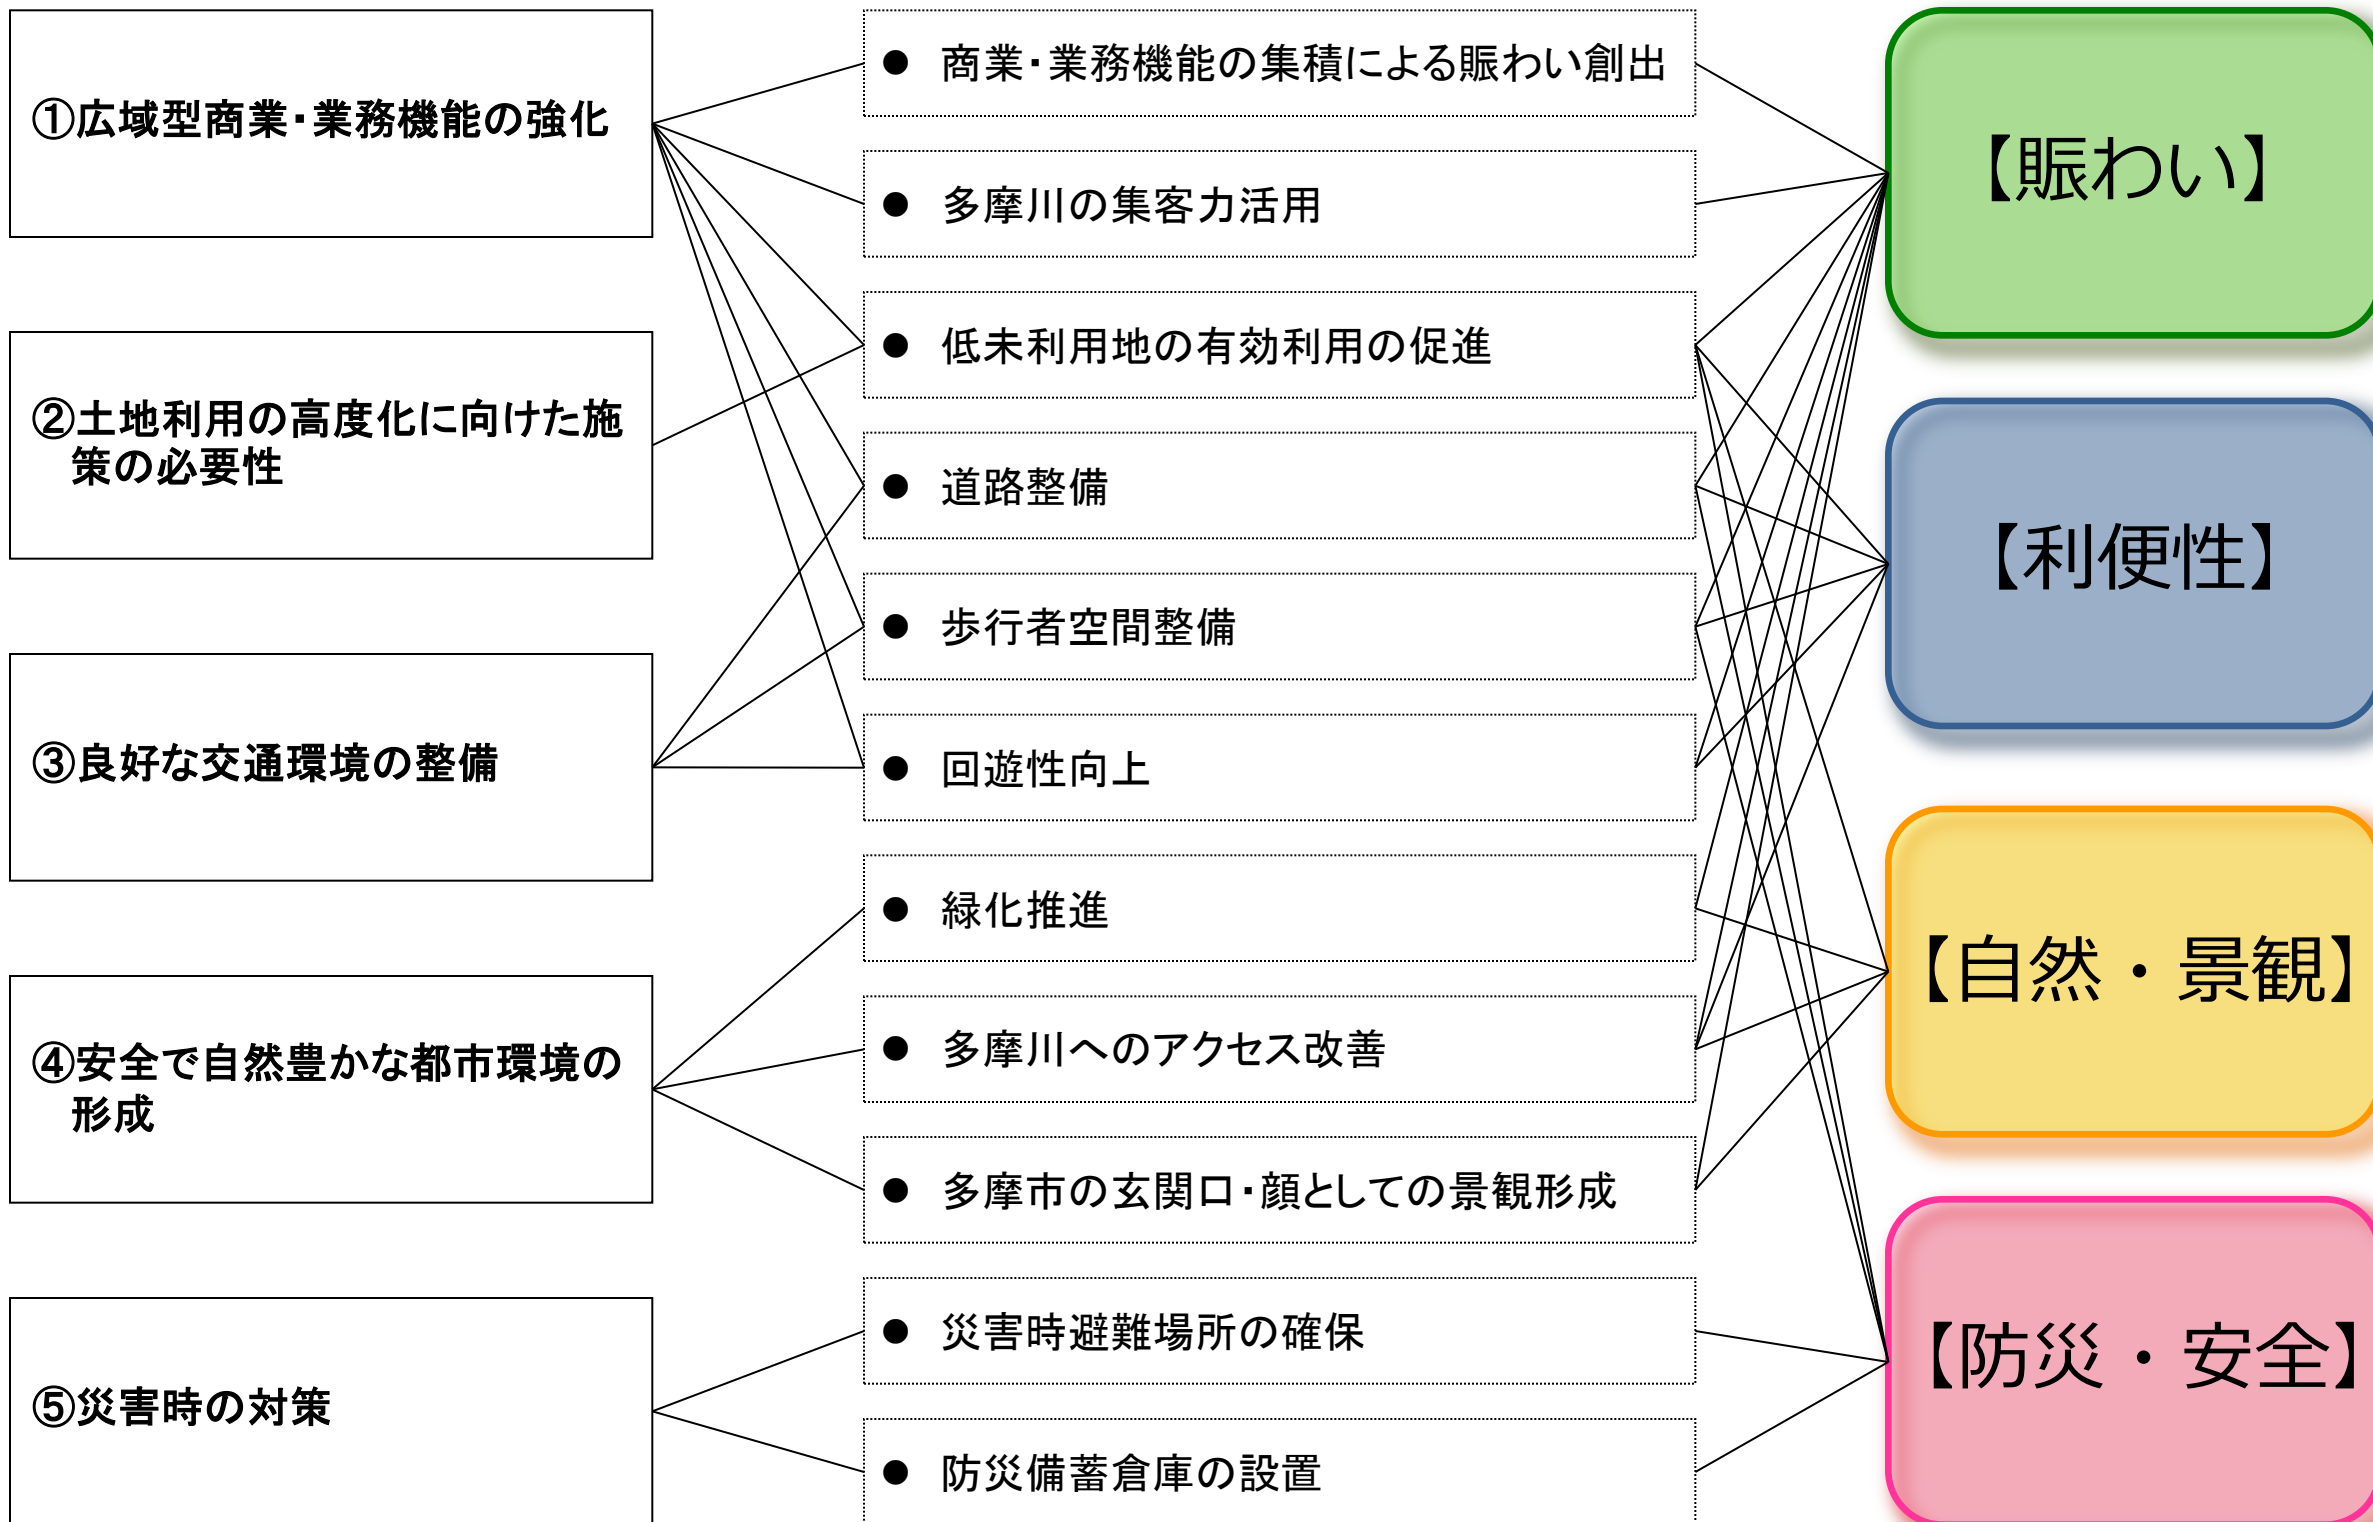 ①広域型商業・業務機能の強化
②土地利用の高度化に向けた施
策の必要性
③良好な交通環境の整備
④安全で自然豊かな都市環境の
形成
⑤災害時の対策
● 商業・業務機能の集積による賑わい創出
● 多摩川の集客力活用
● 低未利用地の有効利用の促進
● 道路整備
● 歩行者空間整備
● 回遊性向上
● 緑化推進
● 多摩川へのアクセス改善
● 多摩市の玄関口・顔としての景観形成
● 災害時避難場所の確保
● 防災備蓄倉庫の設置
【賑わい】
【利便性】
【自然・景観】
【防災・安全】